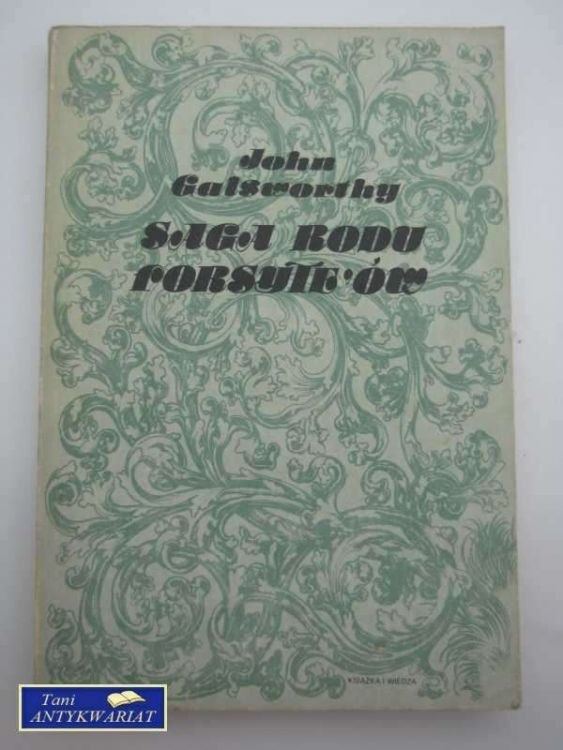 John
Galsworthy
SAGA RODU
FORSYTE'ÓW
KSIĄŻKA I WIEDZA
Tani
ANTYKWARIAT